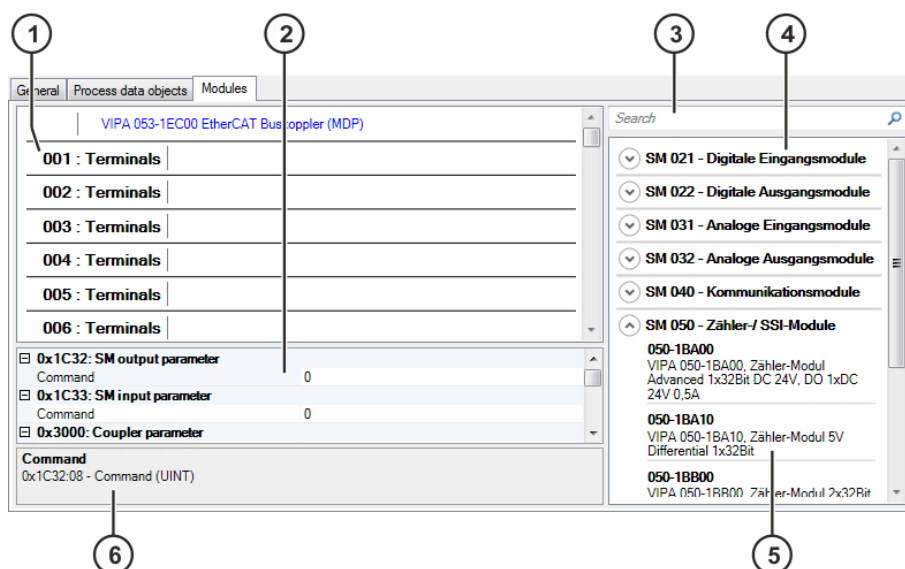 1 2 3 4
General Process data objects Modules
VIPA 053-1EC00 EtherCAT Buskoppler (MDP)
001 : Terminals
002 : Terminals
003 : Terminals
004 : Terminals
005 : Terminals
006 : Terminals
0x1C32: SM output parameter
Command 0
0x1C33: SM input parameter
Command 0
0x3000: Coupler parameter
Command
0x1C32:08 - Command (UINT)
Search
SM 021 - Digitale Eingangsmodule
SM 022 - Digitale Ausgangsmodule
SM 031 - Analoge Eingangsmodule
SM 032 - Analoge Ausgangsmodule
SM 040 - Kommunikationsmodule
SM 050 - Zähler-/ SSI-Module
050-1BA00
VIPA 050-1BA00, Zähler-Modul
Advanced 1x32Bit DC 24V, DO 1xDC
24V 0,5A
050-1BA10
VIPA 050-1BA10, Zähler-Modul 5V
Differential 1x32Bit
050-1BB00
VIPA 050-1BB00, Zähler-Modul 2x32Bit
6 5